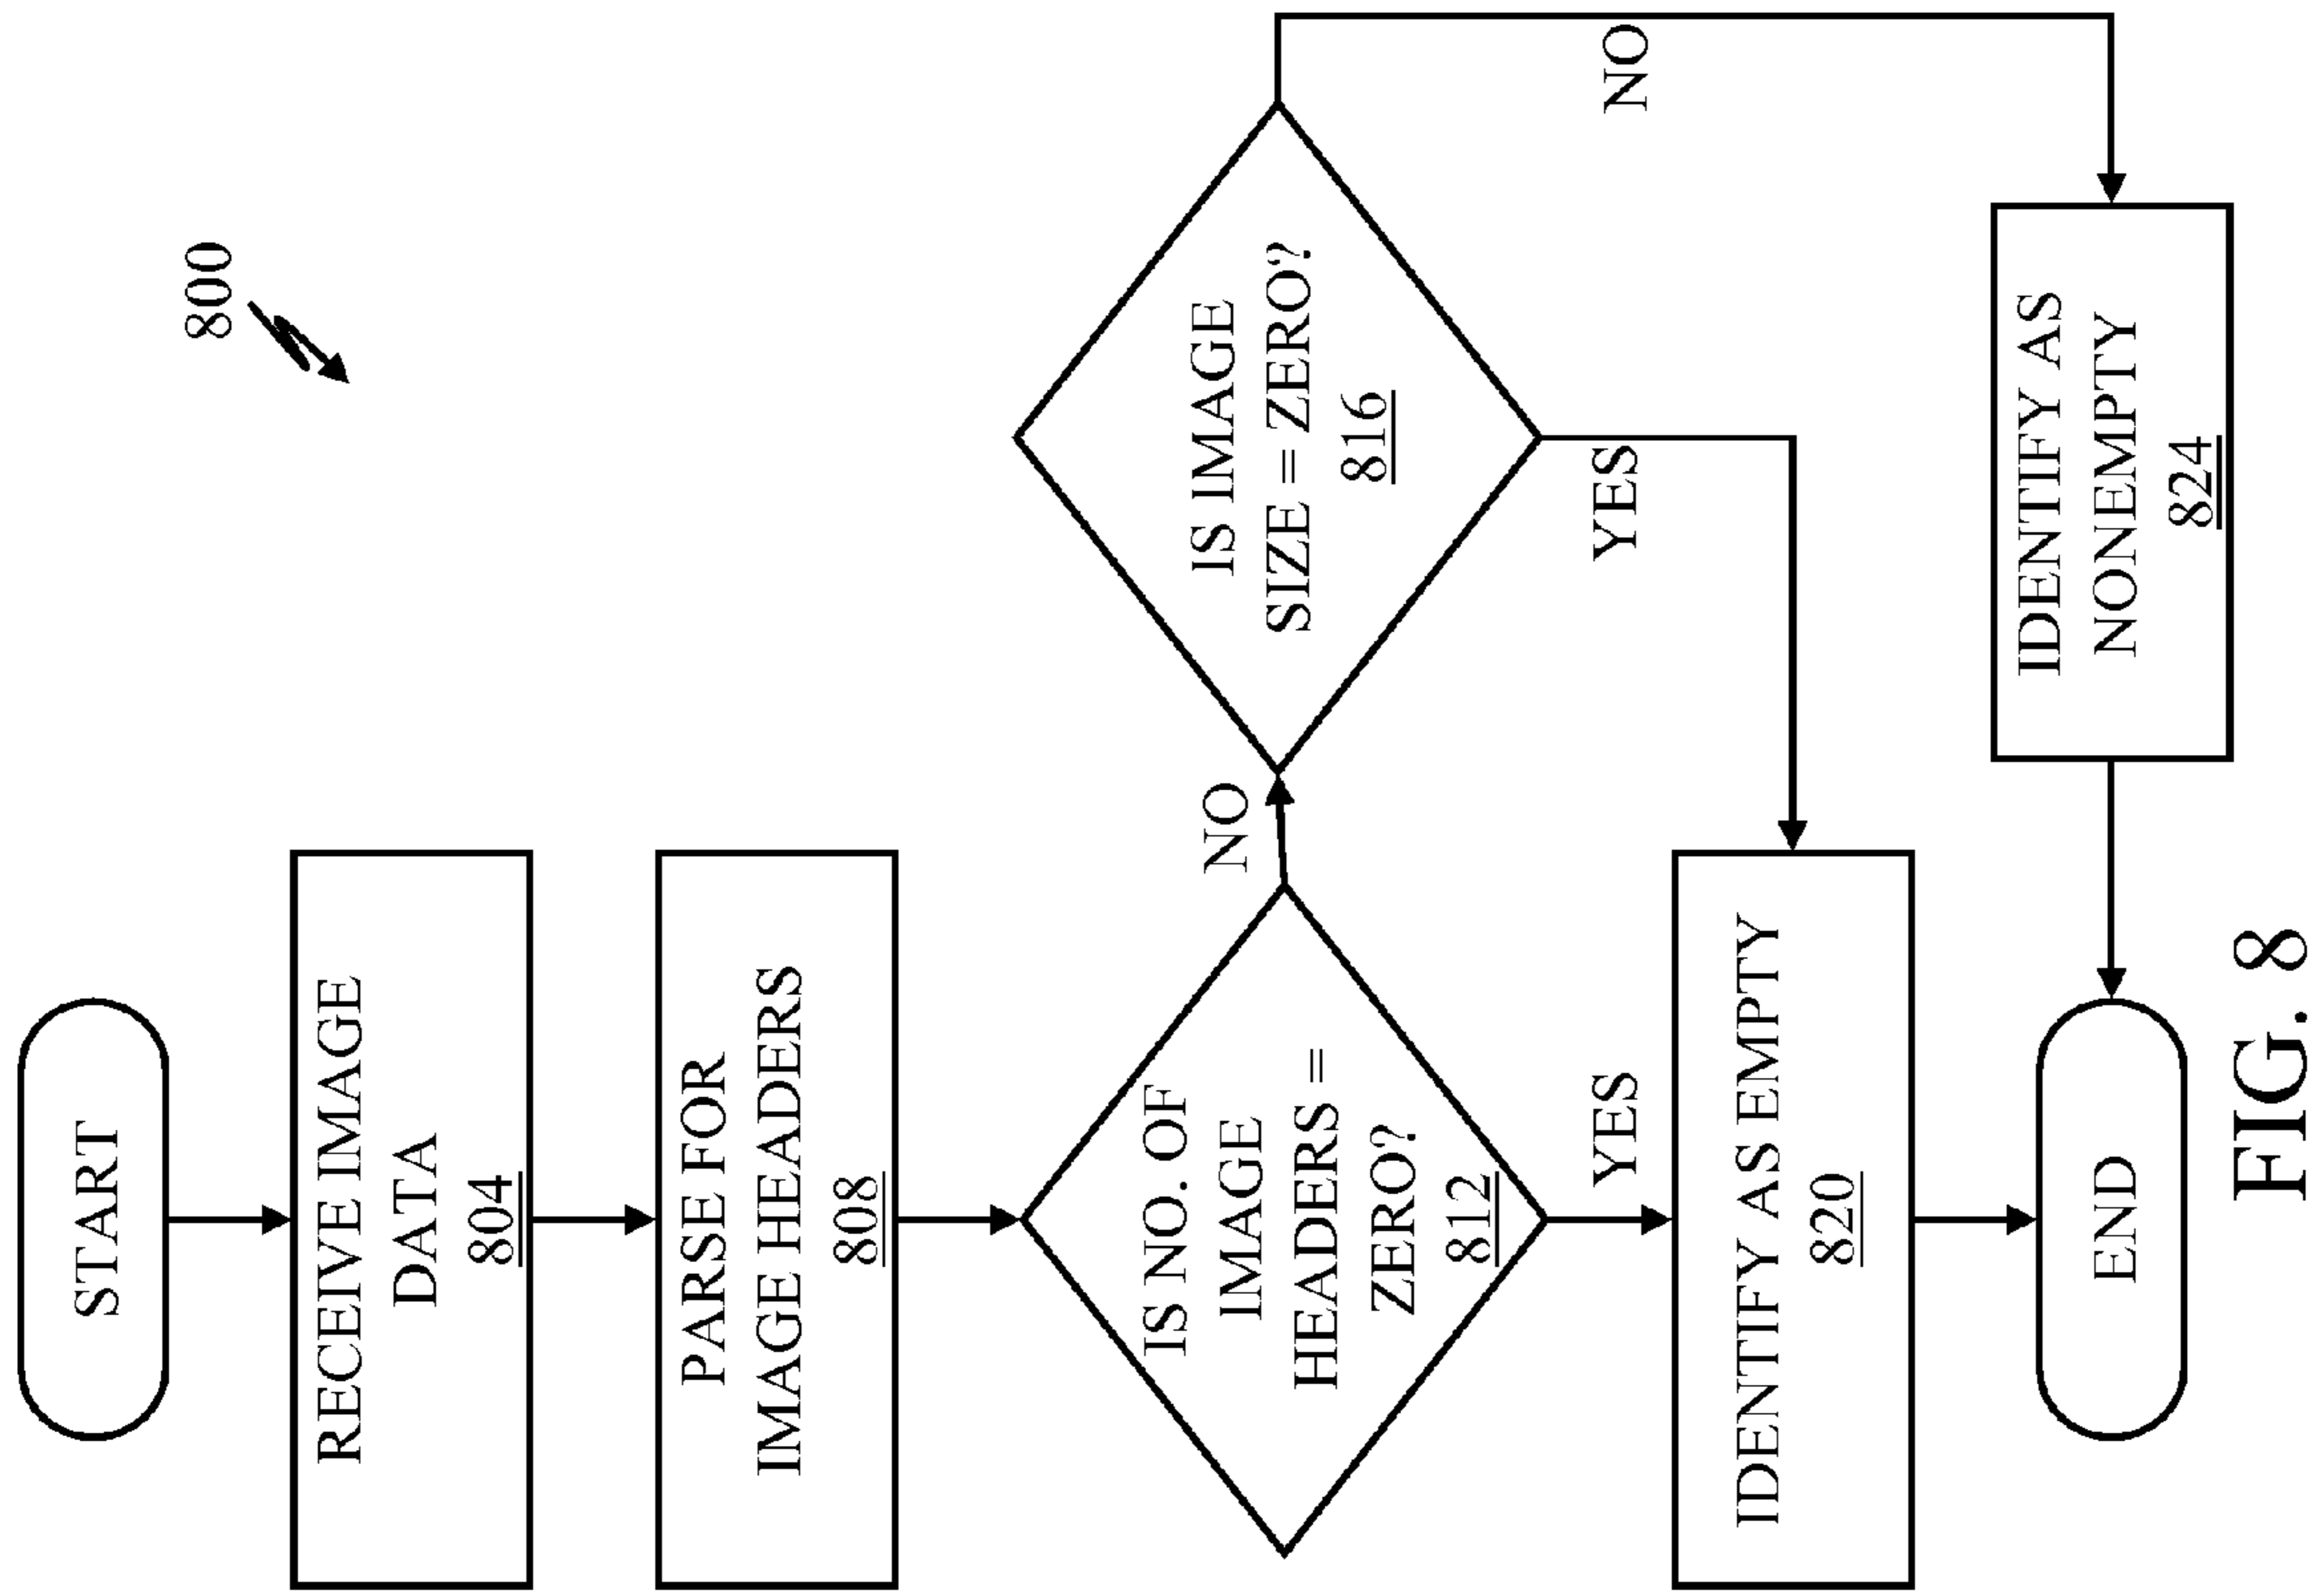 800
START
RECEIVE IMAGE
DATA
804
PARSE FOR
IMAGE HEADERS
808
IS NO. OF
IMAGE
HEADERS =
ZERO?
812
NO
IS IMAGE
SIZE = ZERO?
816
NO
YES
YES
IDENTIFY AS EMPTY
820
IDENTIFY AS
NONEMPTY
824
END
FIG. 8